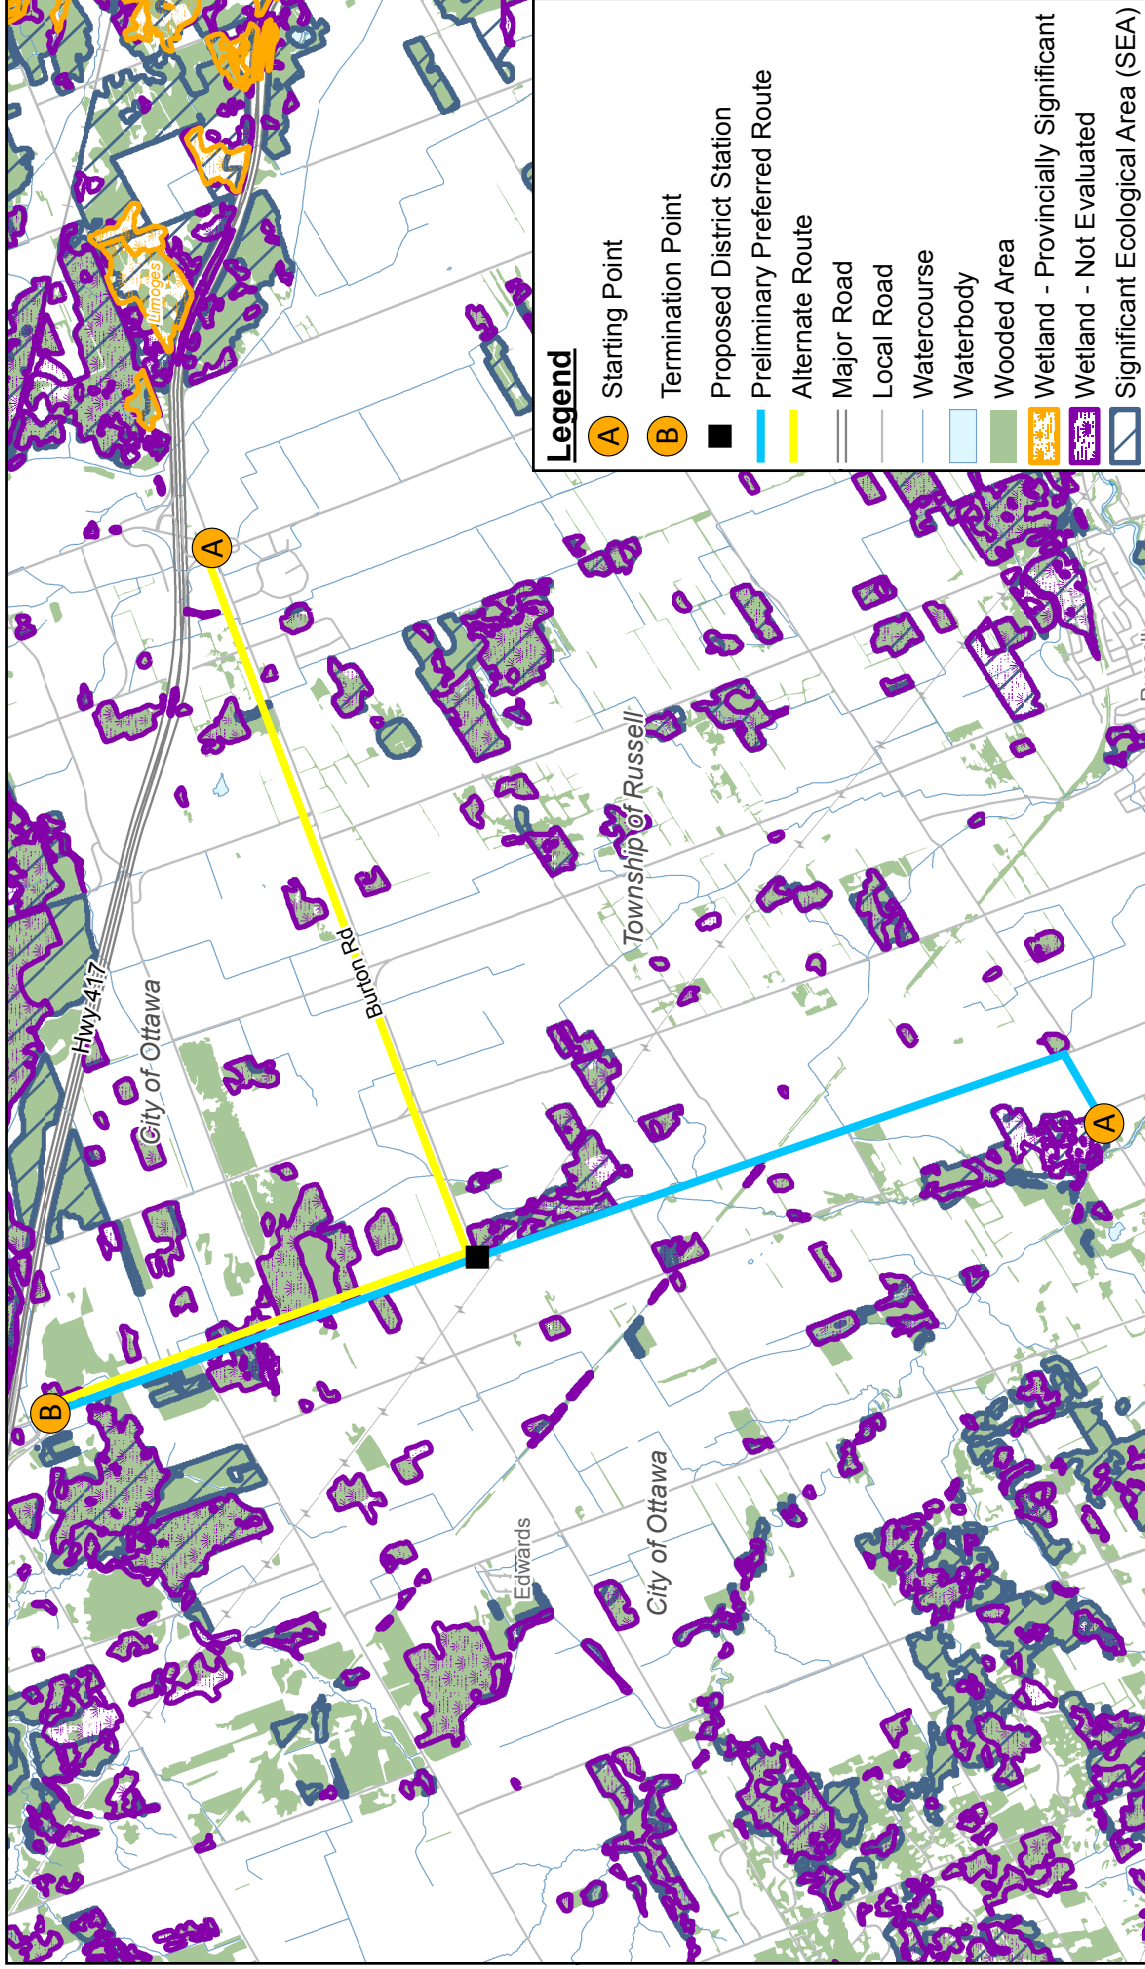 Limoges
A
Hwy 417
City of Ottawa
Burton Rd
Township of Russell
B
A
Edwards
City of Ottawa
Legend
A Starting Point
B Termination Point
Proposed District Station
Preliminary Preferred Route
Alternate Route
Major Road
Local Road
Watercourse
Waterbody
Wooded Area
Wetland - Provincially Significant
Wetland - Not Evaluated
Significant Ecological Area (SEA)